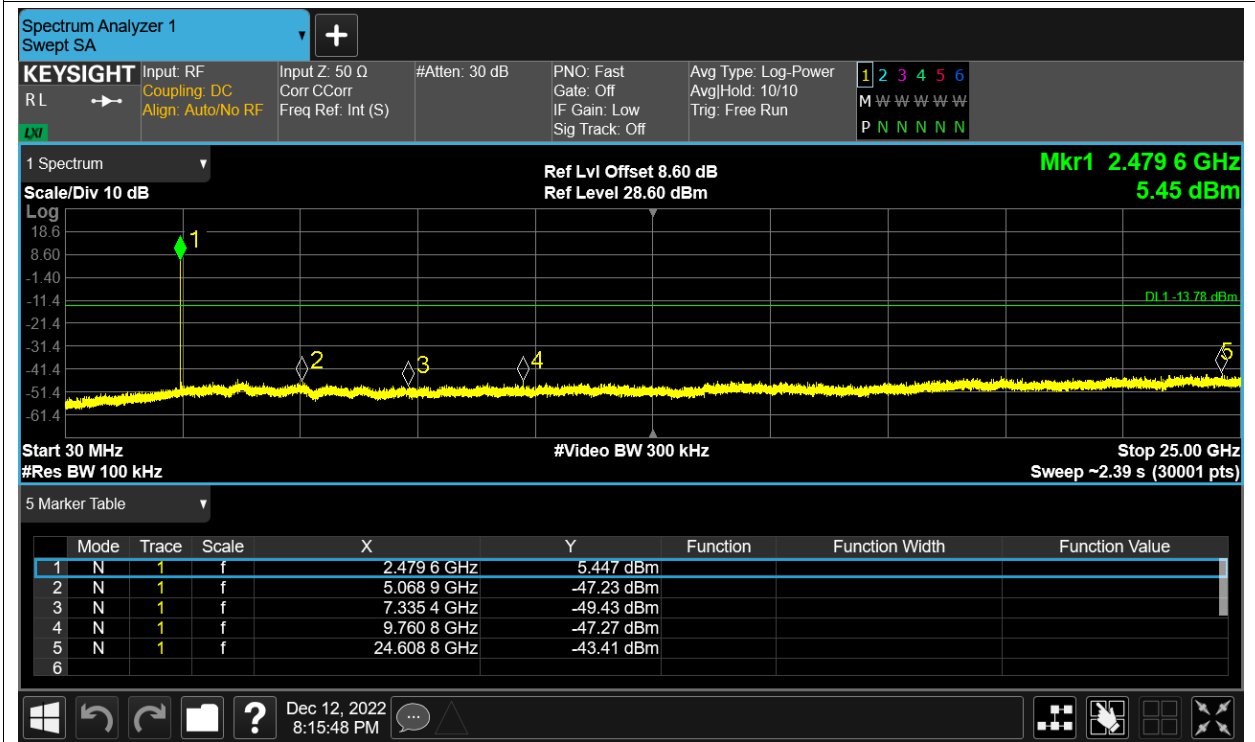 Spectrum Analyzer 1
Swept SA
KEYSIGHT
R L
LXI
Input: RF
Coupling: DC
Align: Auto/No RF
Input Z: 50 Ω
Corr CCorr
Freq Ref: Int (S)
#Atten: 30 dB
PNO: Fast
Gate: Off
IF Gain: Low
Sig Track: Off
Avg Type: Log-Power
Avg|Hold: 10/10
Trig: Free Run
1 2 3 4 5 6
M W W W W W
P N N N N N
1 Spectrum
Scale/Div 10 dB
Ref Lvl Offset 8.60 dB
Ref Level 28.60 dBm
Mkr1 2.479 6 GHz
5.45 dBm
Log
18.6
8.60
-1.40
-11.4
-21.4
-31.4
-41.4
-51.4
-61.4
1
2
3
4
5
DL1 -13.78 dBm
Start 30 MHz
#Video BW 300 kHz
Stop 25.00 GHz
#Res BW 100 kHz
Sweep ~2.39 s (30001 pts)
5 Marker Table
Mode Trace Scale X Y Function Function Width Function Value
1 N 1 f 2.479 6 GHz 5.447 dBm
2 N 1 f 5.068 9 GHz -47.23 dBm
3 N 1 f 7.335 4 GHz -49.43 dBm
4 N 1 f 9.760 8 GHz -47.27 dBm
5 N 1 f 24.608 8 GHz -43.41 dBm
6
?
Dec 12, 2022
8:15:48 PM